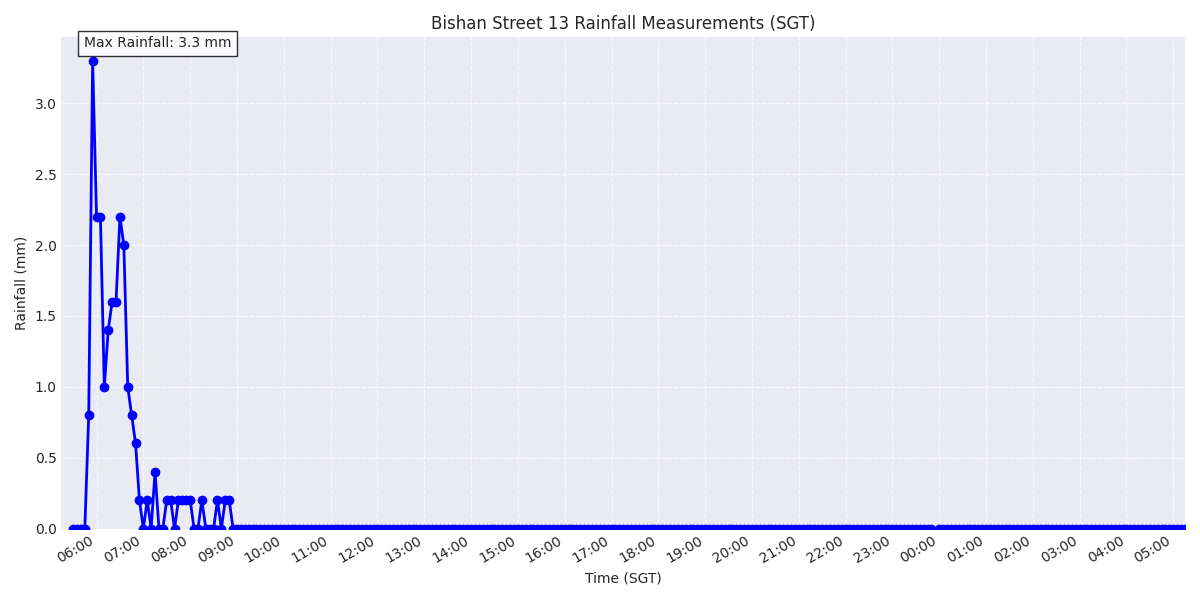 Bishan Street 13 Rainfall Measurements (SGT)
Max Rainfall: 3.3 mm
Rainfall (mm)
3.0
2.5
2.0
1.5
1.0
0.5
0.0
06:00 07:00 08:00 09:00 10:00 11:00 12:00 13:00 14:00 15:00 16:00 17:00 18:00 19:00 20:00 21:00 22:00 23:00 00:00 01:00 02:00 03:00 04:00 05:00
Time (SGT)